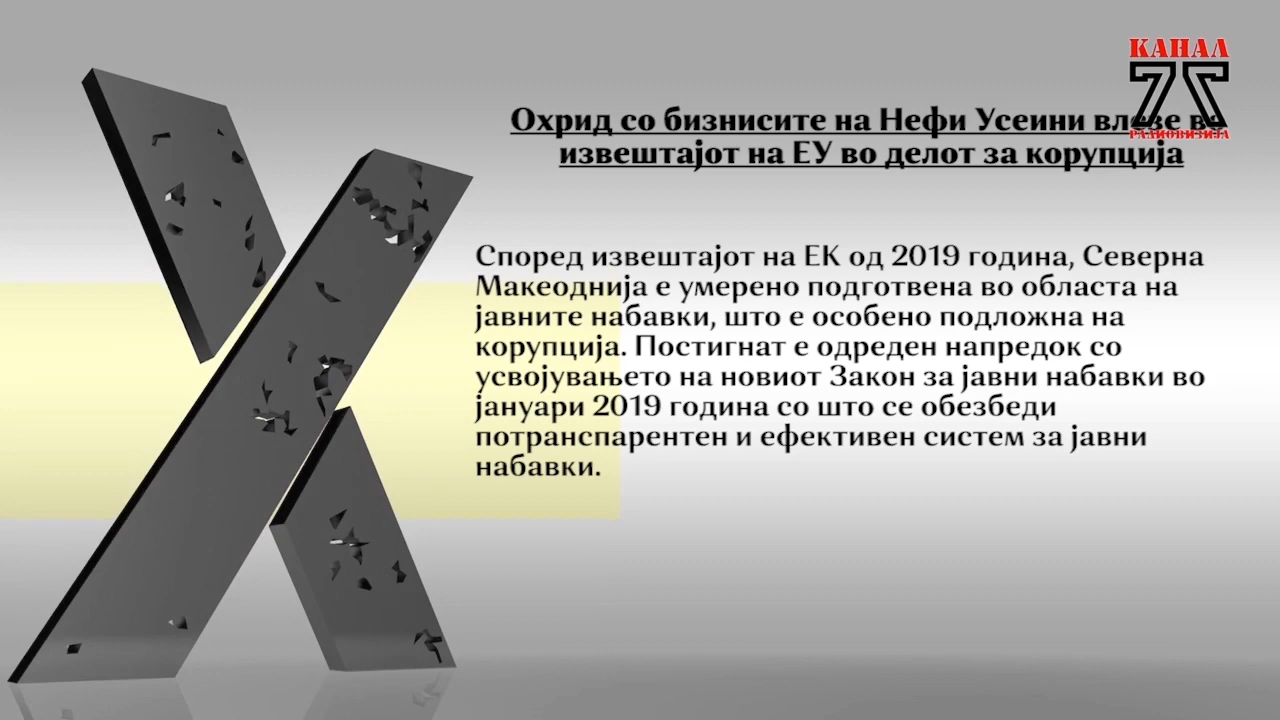 КАНАЛ
77
РАДИОВИЗИЈА
Охрид со бизнисите на Нефи Усеини влезе во
извештајот на ЕУ во делот за корупција
Според извештајот на ЕК од 2019 година, Северна
Макеоднија е умерено подготвена во областа на
јавните набавки, што е особено подложна на
корупција. Постигнат е одреден напредок со
усвојувањето на новиот Закон за јавни набавки во
јануари 2019 година со што се обезбеди
потранспарентен и ефективен систем за јавни
набавки.